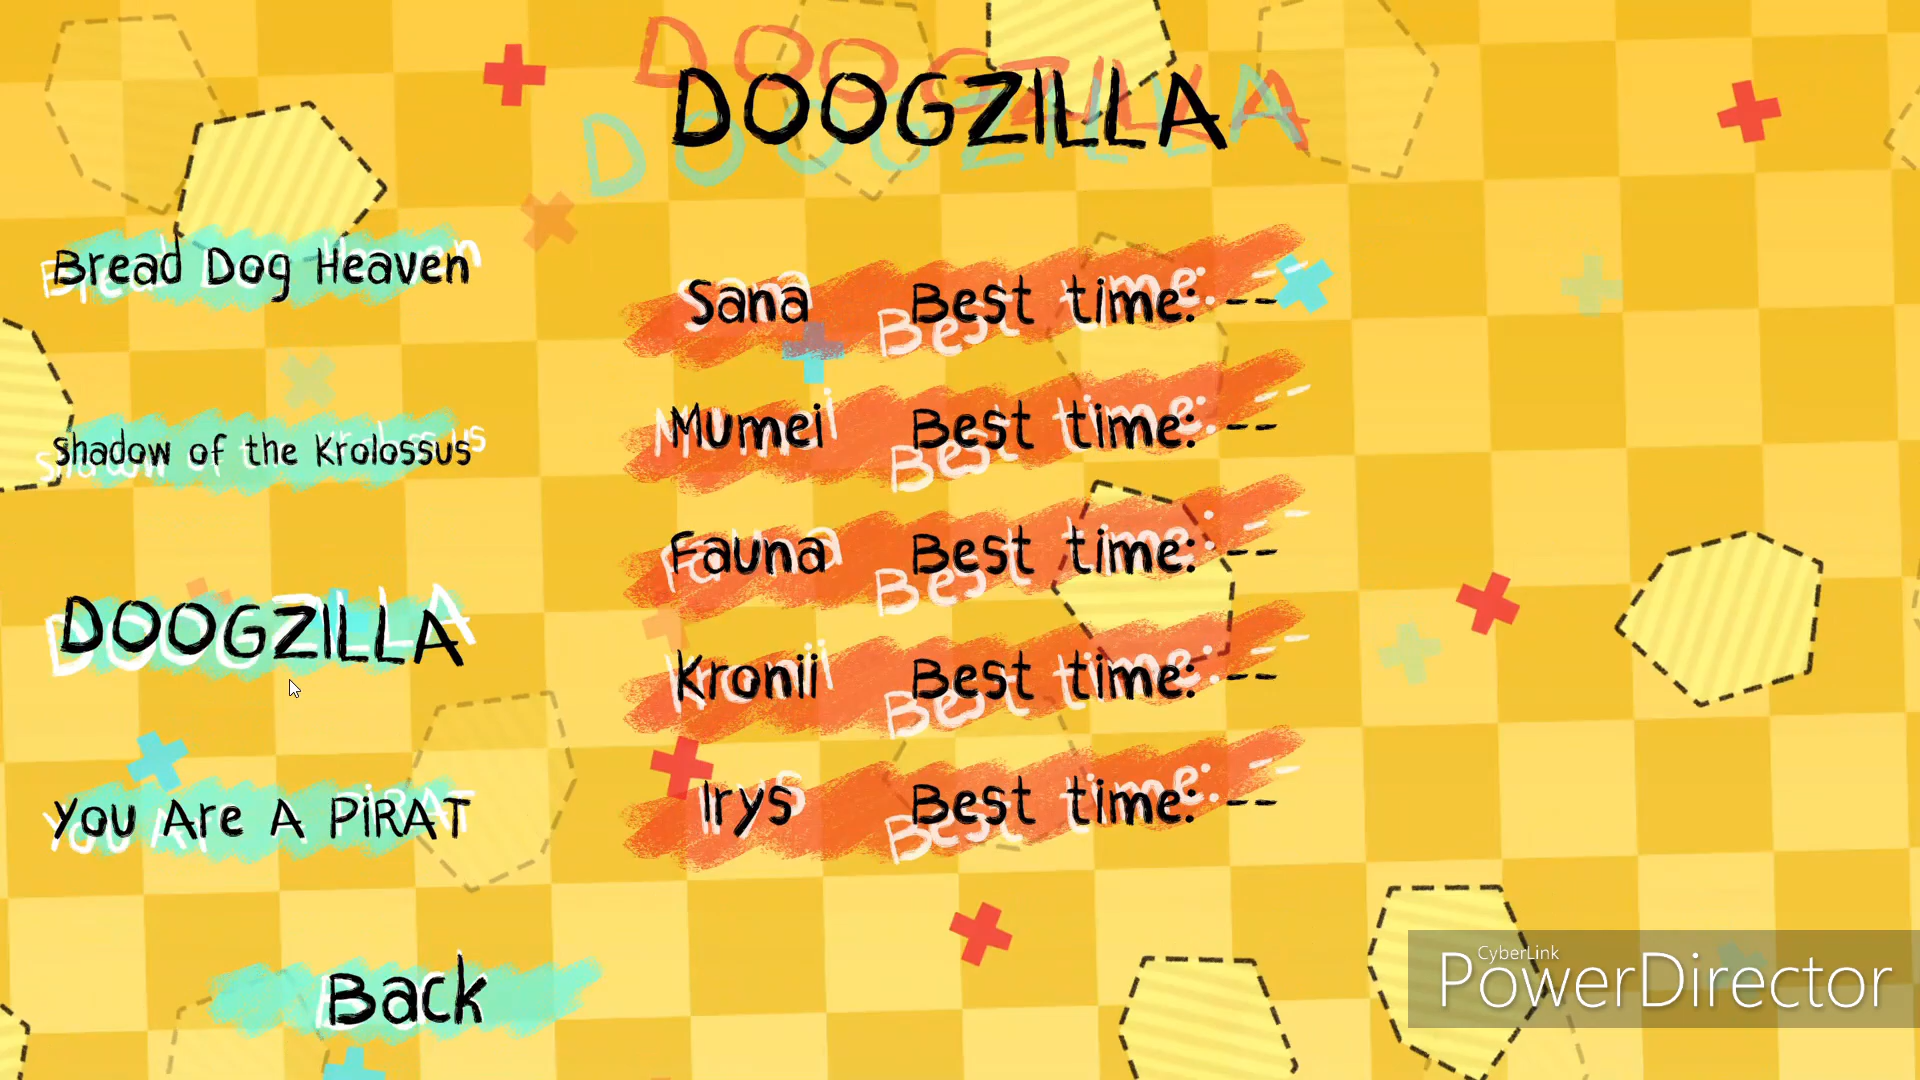 DOOGZILLA
Bread Dog Heaven
Shadow of the Krolossus
DOOGZILLA
You Are A PiRAT
Back
Sana Best time: --
Mumei Best time: --
Fauna Best time: --
Kronii Best time: --
Irys Best time: --
CyberLink
PowerDirector